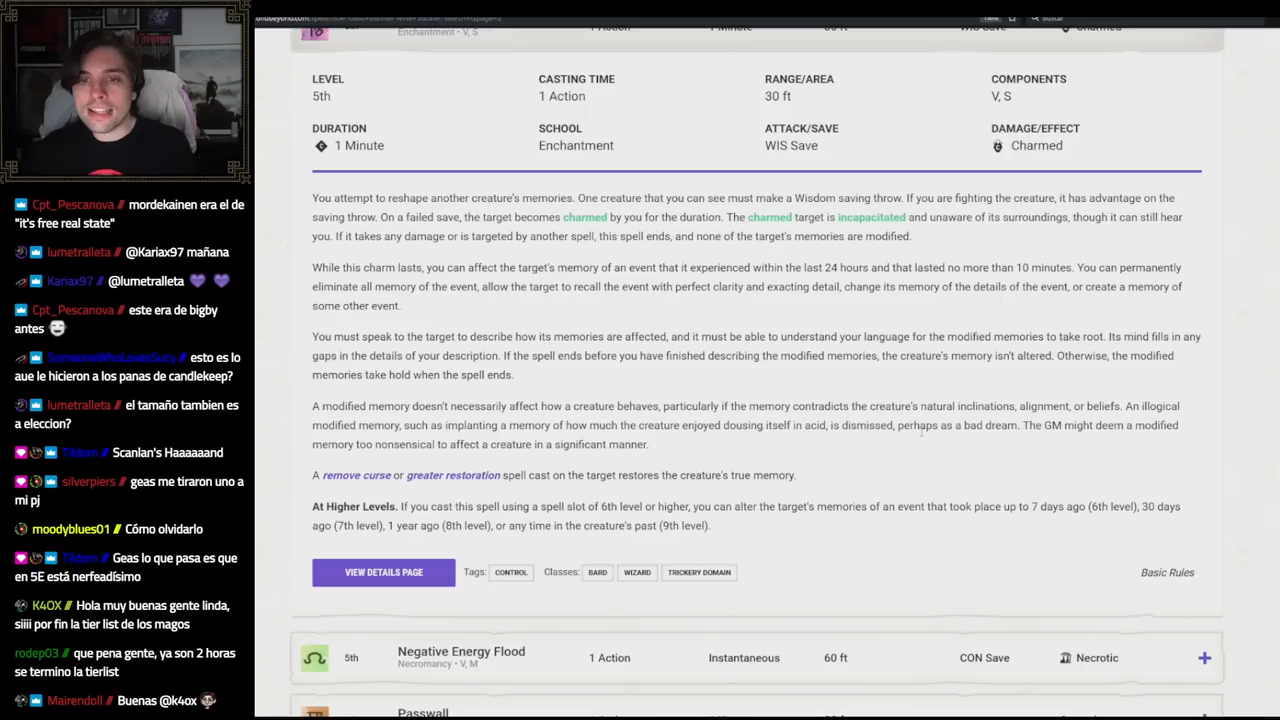 Cpt_Pescanova // mordekainen era el de
"it's free real state"
lumetralleta // @Kariax97 mañana
Kariax97 // @lumetralleta
Cpt_Pescanova // este era de bigby
antes
SomeoneWhoLovesSucy // esto es lo
aue le hicieron a los panas de candlekeep?
lumetralleta // el tamaño tambien es
a eleccion?
Tildom // Scanlan's Haaaaaand
silverpiers // geas me tiraron uno a
mi pj
moodyblues01 // Cómo olvidarlo
Tildom // Geas lo que pasa es que
en 5E está nerfeadísimo
K4OX // Hola muy buenas gente linda,
siiii por fin la tier list de los magos
rodep03 // que pena gente, ya son 2 horas
se termino la tierlist
Mairendoll // Buenas @k4ox
Enchantment • V, S
LEVEL
5th
CASTING TIME
1 Action
RANGE/AREA
30 ft
COMPONENTS
V, S
DURATION
1 Minute
SCHOOL
Enchantment
ATTACK/SAVE
WIS Save
DAMAGE/EFFECT
Charmed
You attempt to reshape another creature's memories. One creature that you can see must make a Wisdom saving throw. If you are fighting the creature, it has advantage on the
saving throw. On a failed save, the target becomes charmed by you for the duration. The charmed target is incapacitated and unaware of its surroundings, though it can still hear
you. If it takes any damage or is targeted by another spell, this spell ends, and none of the target's memories are modified.
While this charm lasts, you can affect the target's memory of an event that it experienced within the last 24 hours and that lasted no more than 10 minutes. You can permanently
eliminate all memory of the event, allow the target to recall the event with perfect clarity and exacting detail, change its memory of the details of the event, or create a memory of
some other event.
You must speak to the target to describe how its memories are affected, and it must be able to understand your language for the modified memories to take root. Its mind fills in any
gaps in the details of your description. If the spell ends before you have finished describing the modified memories, the creature's memory isn't altered. Otherwise, the modified
memories take hold when the spell ends.
A modified memory doesn't necessarily affect how a creature behaves, particularly if the memory contradicts the creature's natural inclinations, alignment, or beliefs. An illogical
modified memory, such as implanting a memory of how much the creature enjoyed dousing itself in acid, is dismissed, perhaps as a bad dream. The GM might deem a modified
memory too nonsensical to affect a creature in a significant manner.
A remove curse or greater restoration spell cast on the target restores the creature's true memory.
At Higher Levels. If you cast this spell using a spell slot of 6th level or higher, you can alter the target's memories of an event that took place up to 7 days ago (6th level), 30 days
ago (7th level), 1 year ago (8th level), or any time in the creature's past (9th level).
VIEW DETAILS PAGE Tags: CONTROL Classes: BARD WIZARD TRICKERY DOMAIN Basic Rules
5th Negative Energy Flood 1 Action Instantaneous 60 ft CON Save Necrotic
Necromancy • V, M
Passwall